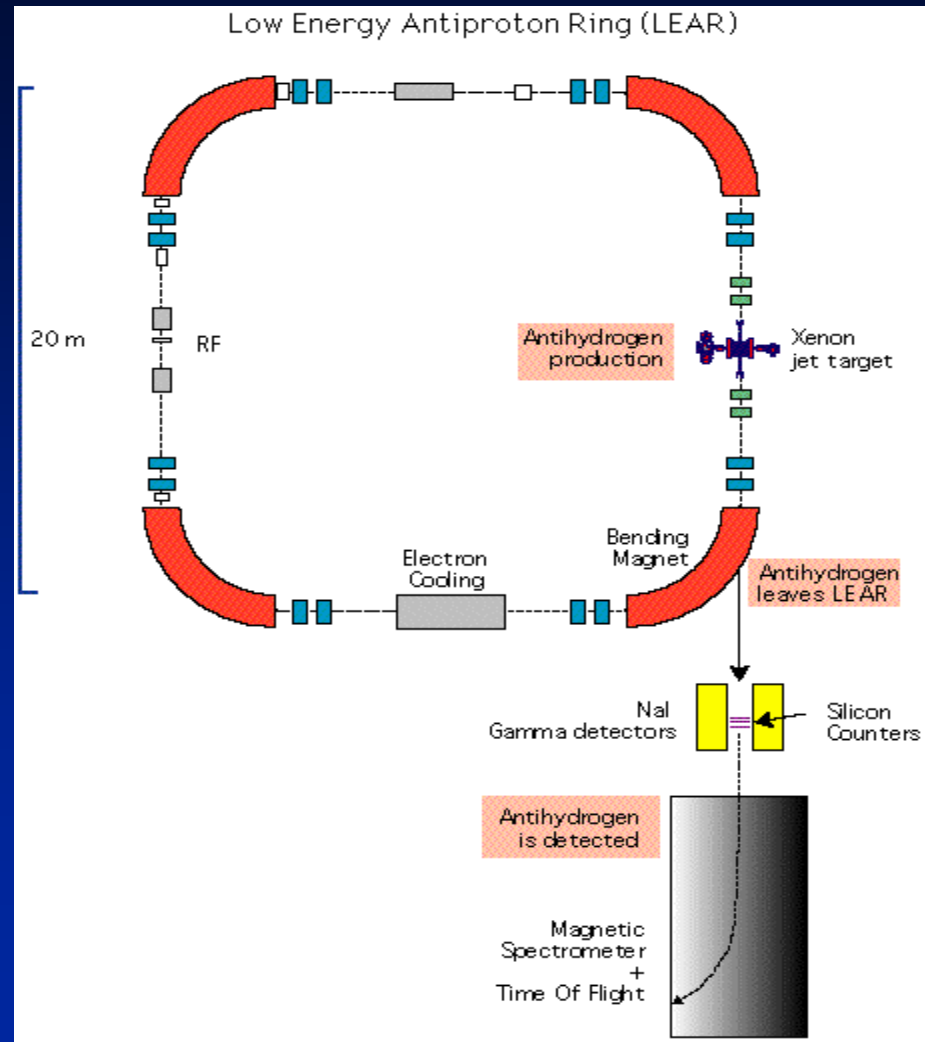 Low Energy Antiproton Ring (LEAR)
20 m
RF
Antihydrogen
production
Xenon
jet target
Electron
Cooling
Bending
Magnet
Antihydrogen
leaves LEAR
NaI
Gamma detectors
Silicon
Counters
Antihydrogen
is detected
Magnetic
Spectrometer
+
Time Of Flight